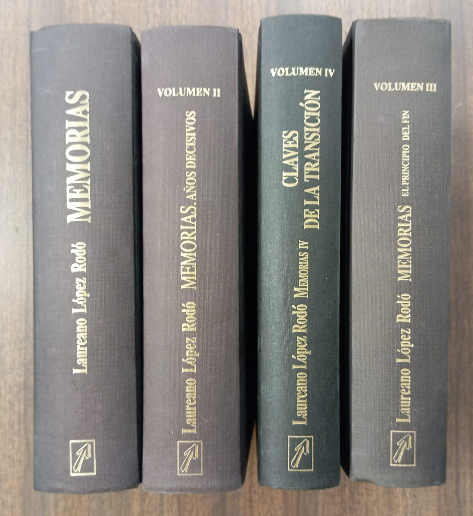 Laureano López Rodó MEMORIAS
VOLUMEN II
Laureano López Rodó MEMORIAS. AÑOS DECISIVOS
VOLUMEN IV
Laureano López Rodó MEMORIAS IV
CLAVES
DE LA TRANSICIÓN
VOLUMEN III
Laureano López Rodó MEMORIAS EL PRINCIPIO DEL FIN